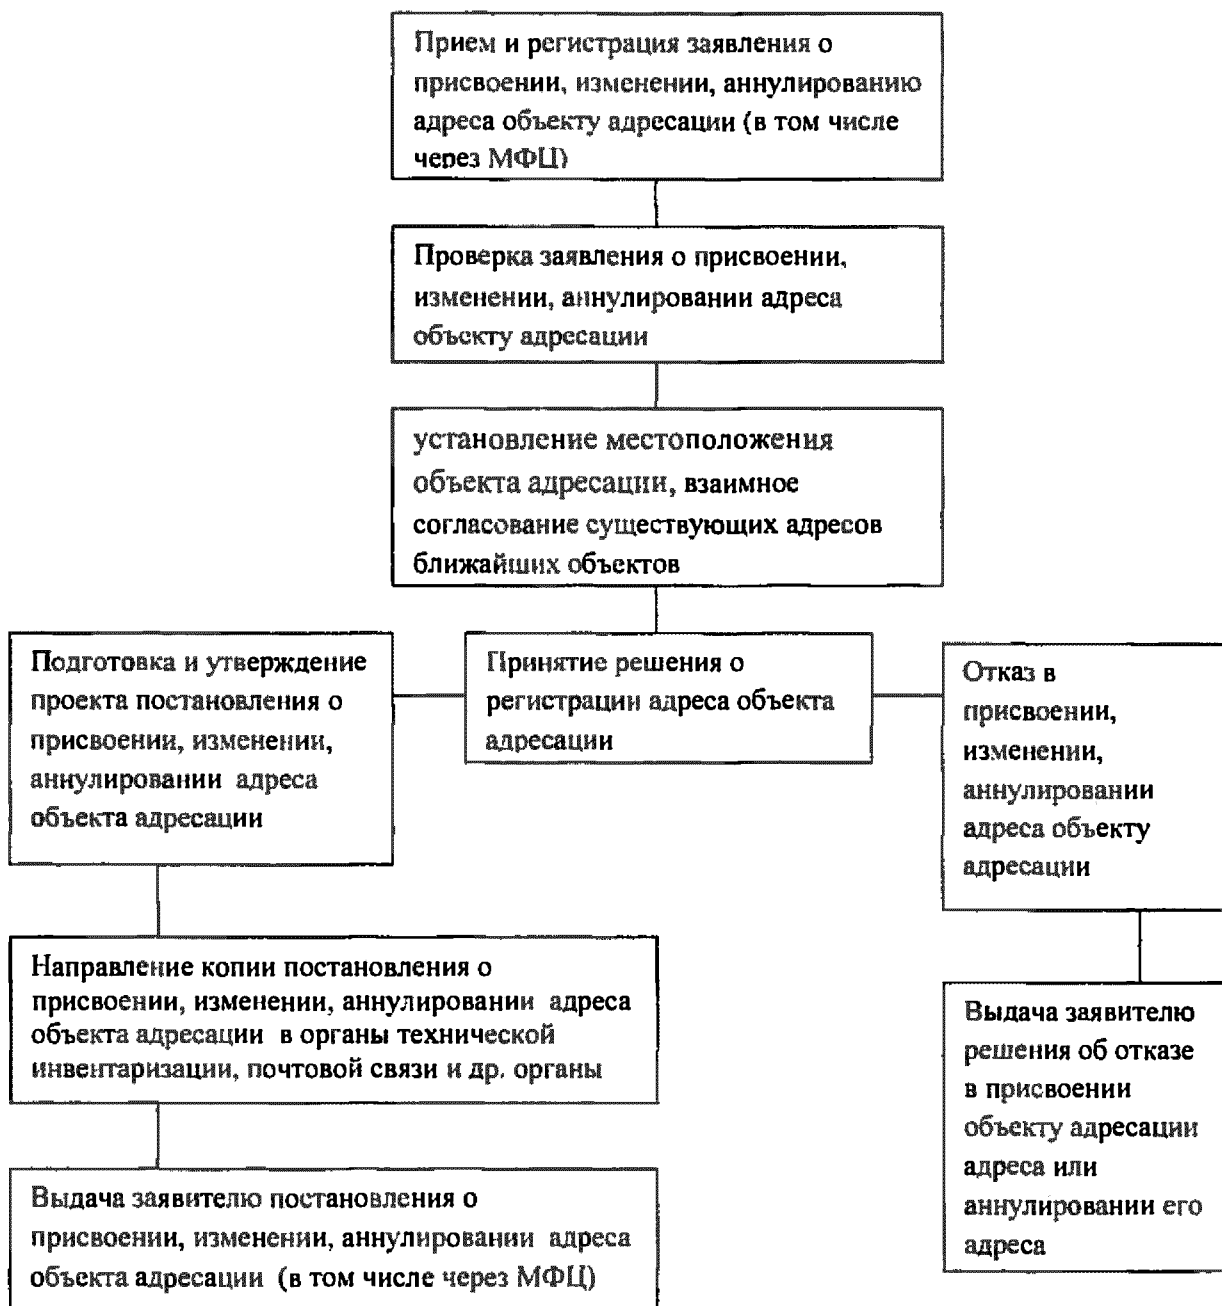 Прием и регистрация заявления о
присвоении, изменении, аннулированию
адреса объекту адресации (в том числе
через МФЦ)
Проверка заявления о присвоении,
изменении, аннулировании адреса
объекту адресации
установление местоположения
объекта адресации, взаимное
согласование существующих адресов
ближайших объектов
Подготовка и утверждение
проекта постановления о
присвоении, изменении,
аннулировании адреса
объекта адресации
Принятие решения о
регистрации адреса объекта
адресации
Отказ в
присвоении,
изменении,
аннулировании
адреса объекту
адресации
Направление копии постановления о
присвоении, изменении, аннулировании адреса
объекта адресации в органы технической
инвентаризации, почтовой связи и др. органы
Выдача заявителю
решения об отказе
в присвоении
объекту адресации
адреса или
аннулировании его
адреса
Выдача заявителю постановления о
присвоении, изменении, аннулировании адреса
объекта адресации (в том числе через МФЦ)